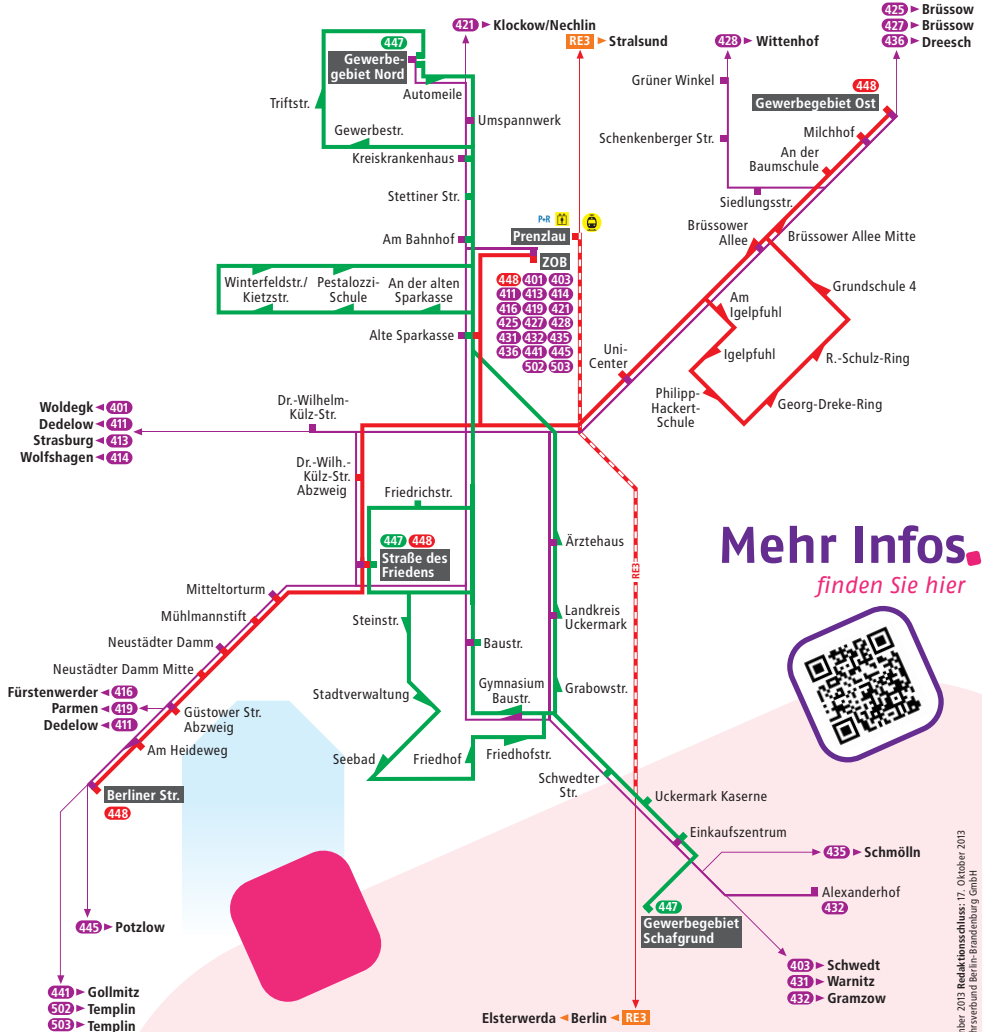 425 ► Brüssow
427 ► Brüssow
436 ► Dreesch
421 ► Klockow/Nechlin
RE3 ► Stralsund
428 ► Wittenhof
447
Gewerbe-
gebiet Nord
Automeile
Triftstr.
Gewerbestr.
Umspannwerk
Kreiskrankenhaus
Stettiner Str.
Am Bahnhof
Grüner Winkel
Schenkenberger Str.
Siedlungsstr.
448
Gewerbegebiet Ost
Milchhof
An der
Baumschule
Brüssower
Allee
Brüssower Allee Mitte
Grundschule 4
Am
Igelpfuhl
Igelpfuhl
R.-Schulz-Ring
Georg-Dreke-Ring
Philipp-
Hackert-
Schule
Uni-
Center
P+R
Prenzlau
ZOB
448 401 403
411 413 414
416 419 421
425 427 428
431 432 435
436 441 445
502 503
Winterfeldstr./
Kietzstr.
Pestalozzi-
Schule
An der alten
Sparkasse
Alte Sparkasse
Dr.-Wilhelm-
Külz-Str.
Woldegk ◄ 401
Dedelow ◄ 411
Strasburg ◄ 413
Wolfshagen ◄ 414
Dr.-Wilh.-
Külz-Str.
Abzweig
Friedrichstr.
447 448
Straße des
Friedens
Ärztehaus
RE3
Landkreis
Uckermark
Grabowstr.
Baustr.
Gymnasium
Baustr.
Mitteltorturm
Mühlmannstift
Neustädter Damm
Neustädter Damm Mitte
Fürstenwerder ◄ 416
Parmen ◄ 419
Dedelow ◄ 411
Güstower Str.
Abzweig
Am Heideweg
Berliner Str.
448
Steinstr.
Stadtverwaltung
Seebad
Friedhof
Friedhofstr.
Schwedter
Str.
Uckermark Kaserne
Einkaufszentrum
435 ► Schmölln
Alexanderhof
432
447
Gewerbegebiet
Schafgrund
403 ► Schwedt
431 ► Warnitz
432 ► Gramzow
445 ► Potzlow
441 ► Gollmitz
502 ► Templin
503 ► Templin
Elsterwerda ◄ Berlin ◄ RE3
Mehr Infos
finden Sie hier
2013 Redaktionsschluss: 17. Oktober 2013
Berlin-Brandenburg GmbH